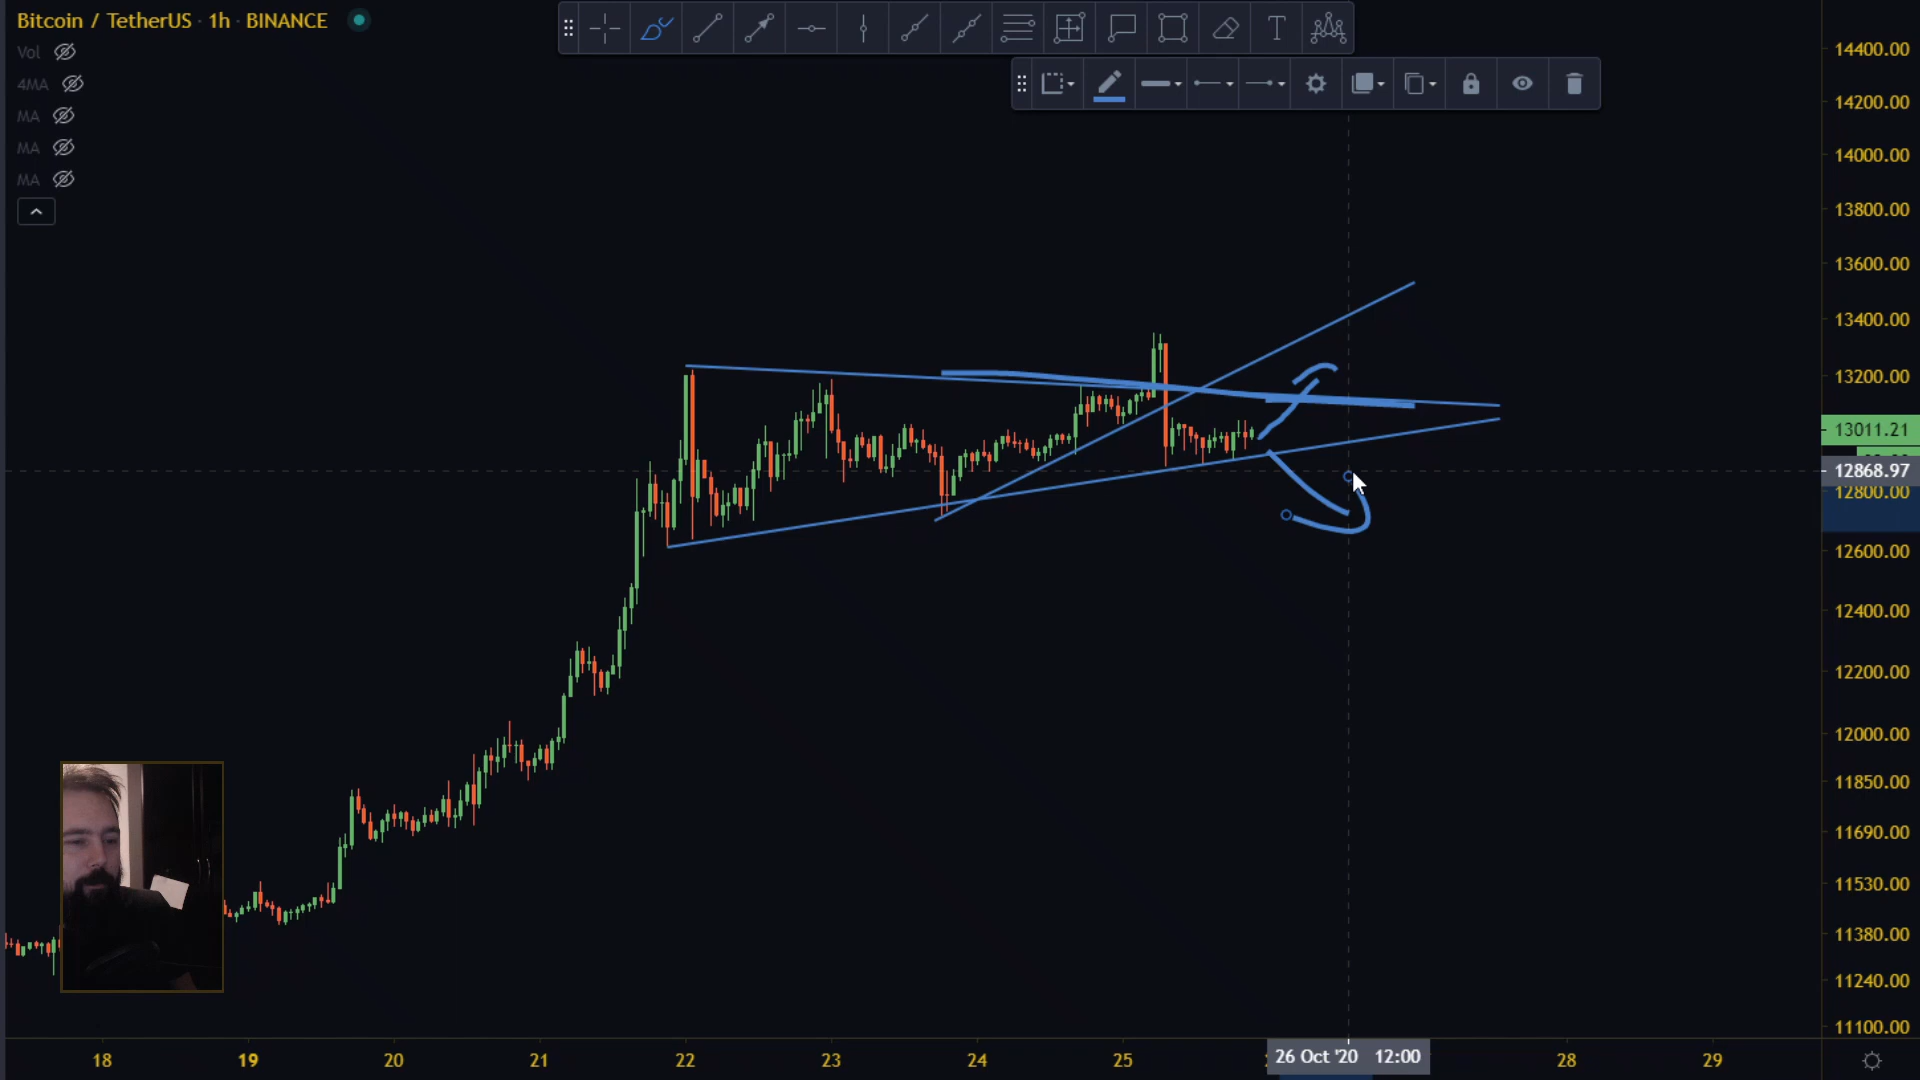 Bitcoin / TetherUS · 1h · BINANCE
Vol
4MA
MA
MA
MA
T
14400.00
14200.00
14000.00
13800.00
13600.00
13400.00
13200.00
13011.21
12868.97
12800.00
12600.00
12400.00
12200.00
12000.00
11850.00
11690.00
11530.00
11380.00
11240.00
11100.00
18 19 20 21 22 23 24 25 26 Oct '20 12:00 28 29